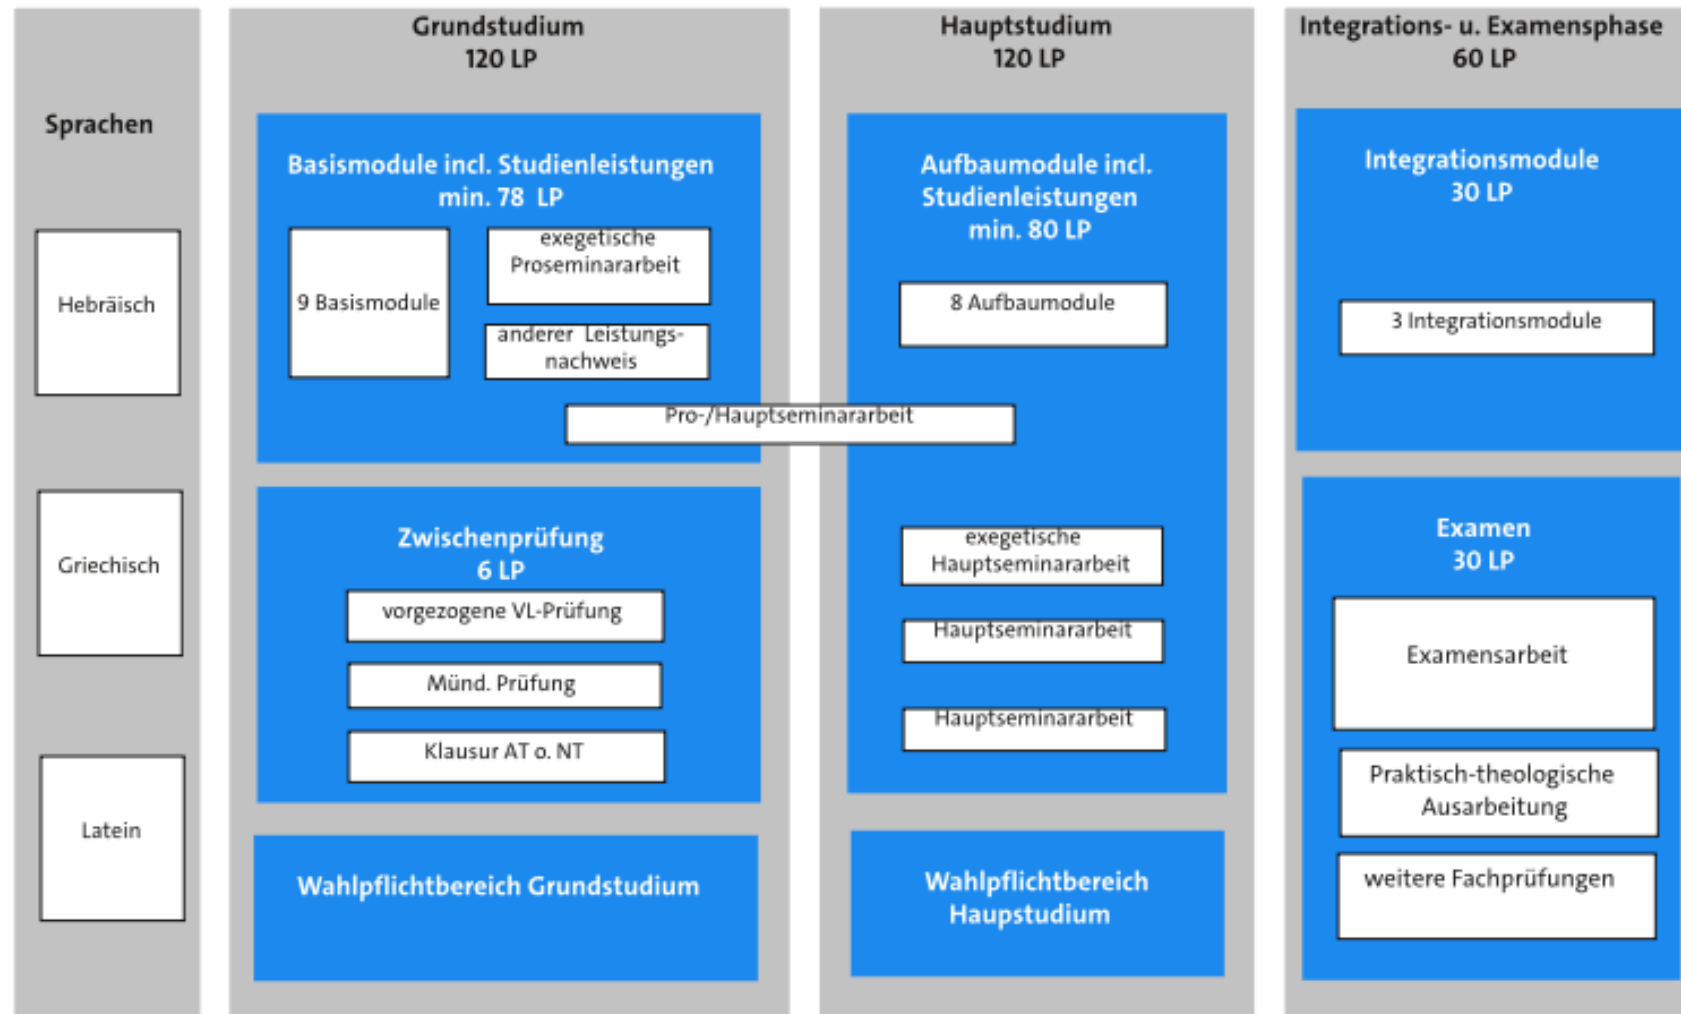 Sprachen
Hebräisch
Griechisch
Latein
Grundstudium
120 LP
Basismodule incl. Studienleistungen
min. 78 LP
9 Basismodule
exegetische
Proseminararbeit
anderer Leistungs-
nachweis
Pro-/Hauptseminararbeit
Zwischenprüfung
6 LP
vorgezogene VL-Prüfung
Münd. Prüfung
Klausur AT o. NT
Wahlpflichtbereich Grundstudium
Hauptstudium
120 LP
Aufbaumodule incl.
Studienleistungen
min. 80 LP
8 Aufbaumodule
exegetische
Hauptseminararbeit
Hauptseminararbeit
Hauptseminararbeit
Wahlpflichtbereich
Haupstudium
Integrations- u. Examensphase
60 LP
Integrationsmodule
30 LP
3 Integrationsmodule
Examen
30 LP
Examensarbeit
Praktisch-theologische
Ausarbeitung
weitere Fachprüfungen